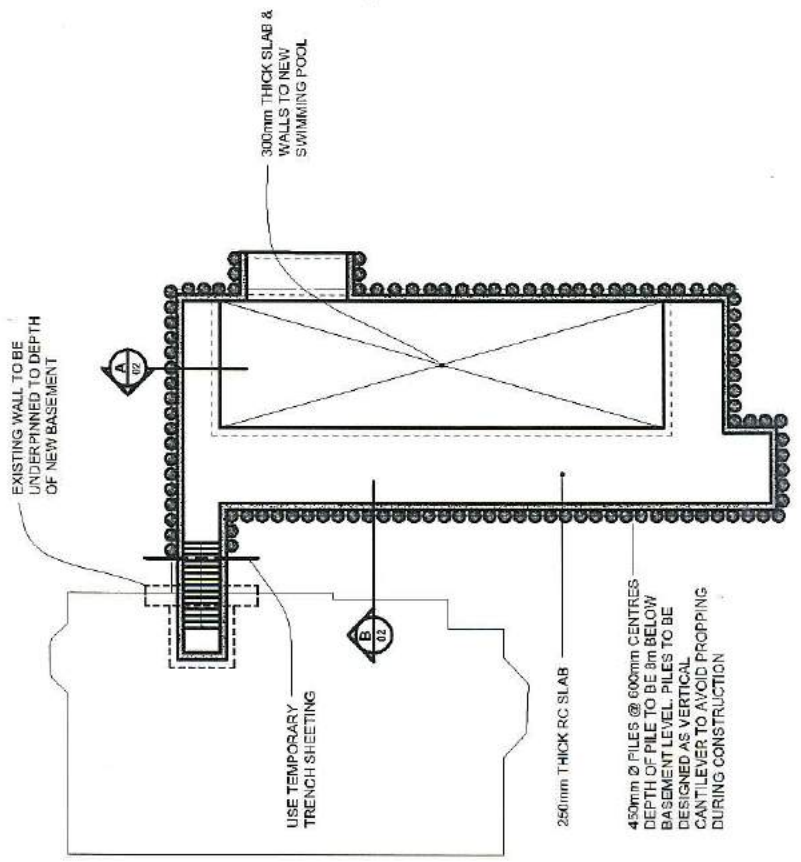 EXISTING WALL TO BE
UNDERPINNED TO DEPTH
OF NEW BASEMENT
300mm THICK SLAB &
WALLS TO NEW
SWIMMING POOL
A
02
B
02
USE TEMPORARY
TRENCH SHEETING
250mm THICK RC SLAB
450mm Ø PILES @ 600mm CENTRES
DEPTH OF PILE TO BE 8m BELOW
BASEMENT LEVEL. PILES TO BE
DESIGNED AS VERTICAL
CANTILEVER TO AVOID PROPPING
DURING CONSTRUCTION